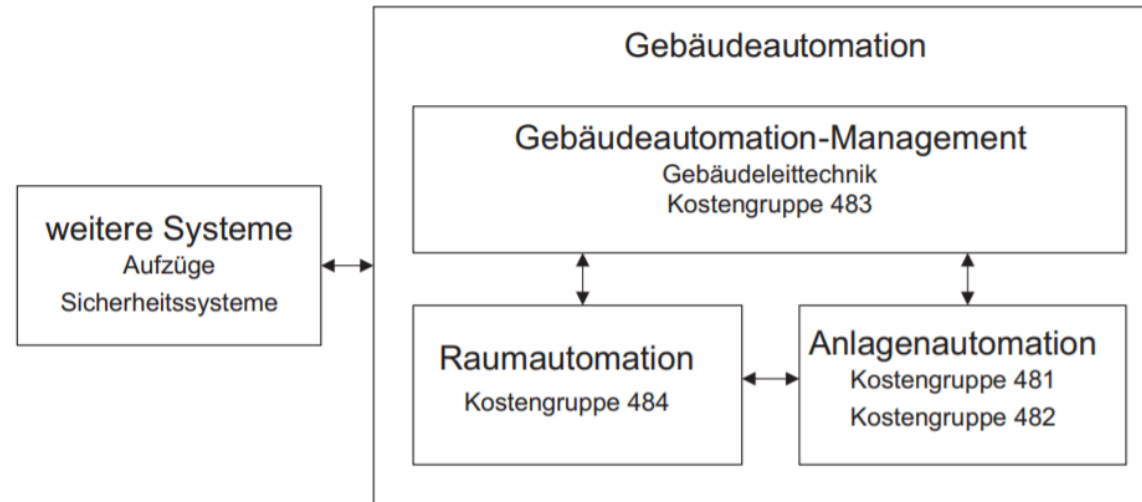 Gebäudeautomation
Gebäudeautomation-Management
Gebäudeleittechnik
Kostengruppe 483
weitere Systeme
Aufzüge
Sicherheitssysteme
Raumautomation
Kostengruppe 484
Anlagenautomation
Kostengruppe 481
Kostengruppe 482